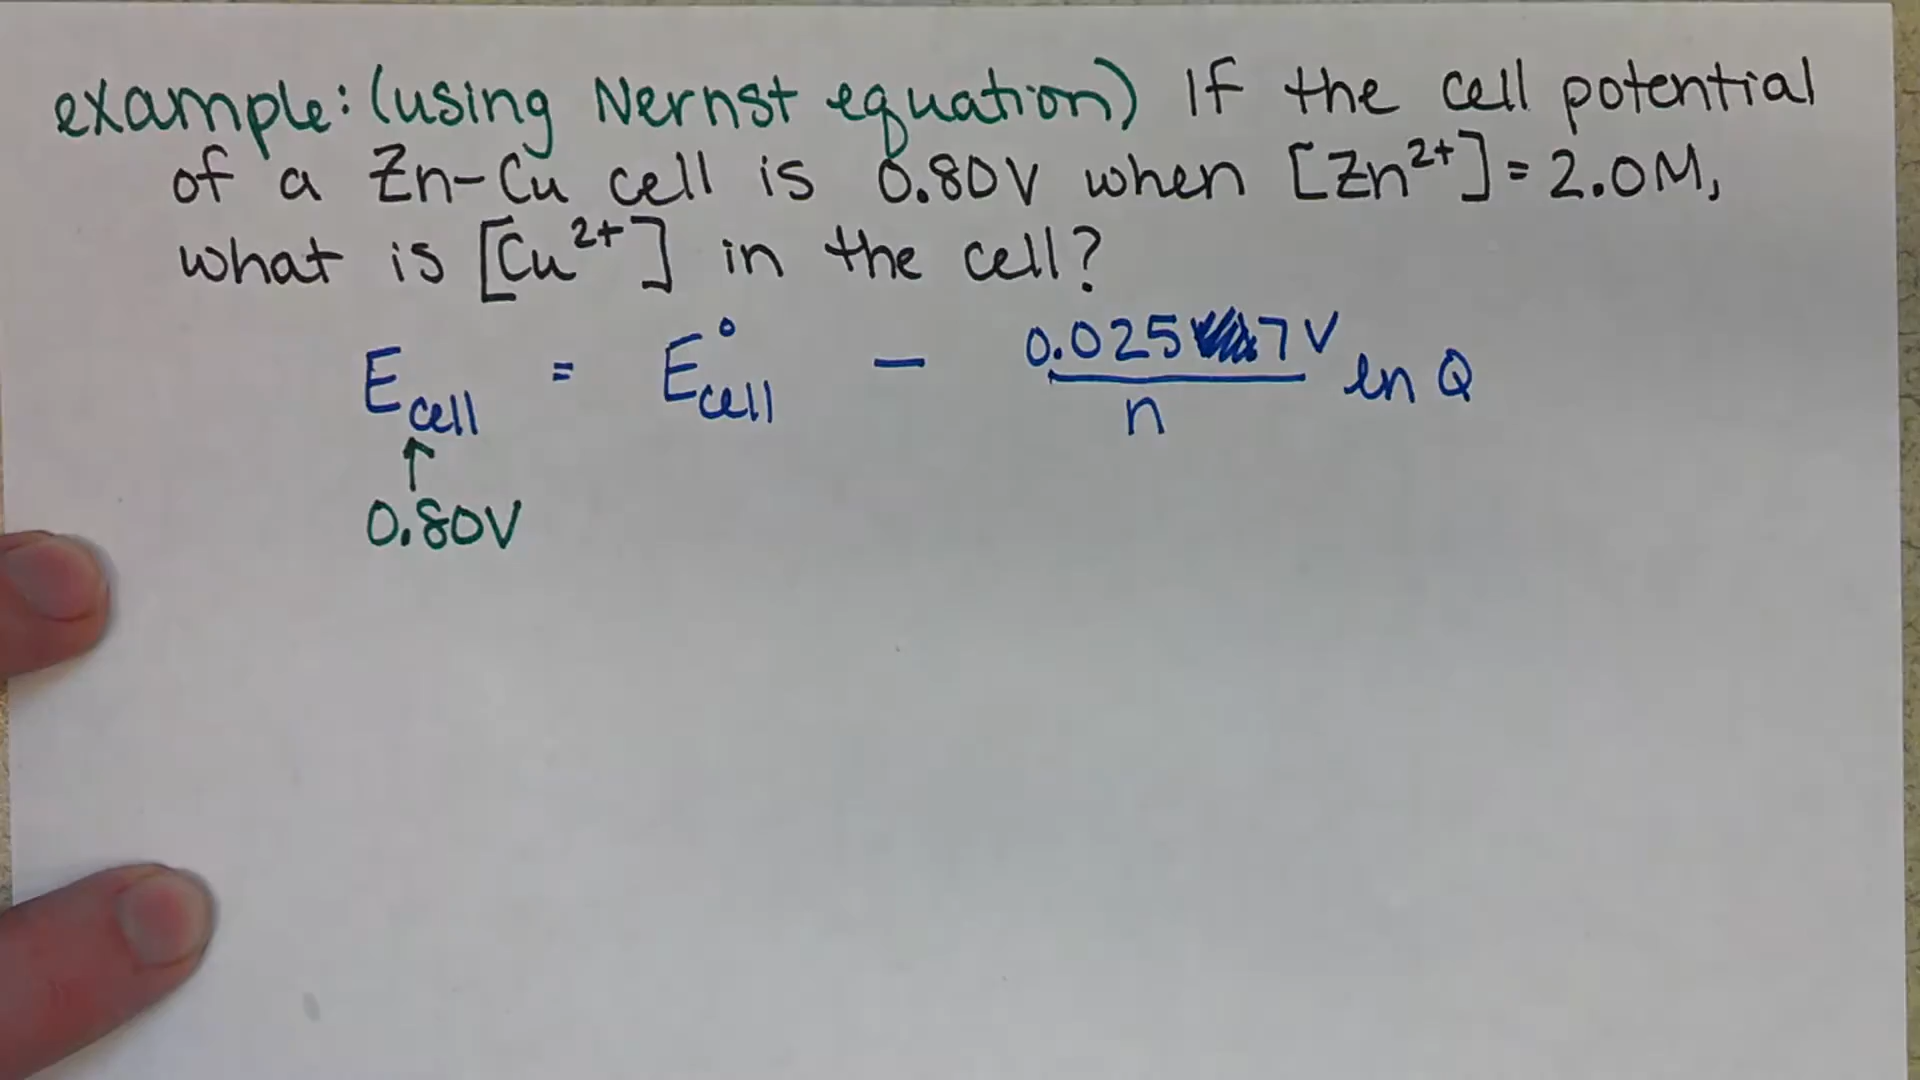 example: (using Nernst equation) If the cell potential
of a Zn-Cu cell is 0.80V when [Zn²⁺] = 2.0M,
what is [Cu²⁺] in the cell?
E cell = E° cell - 0.0257V / n ln Q
↑
0.80V